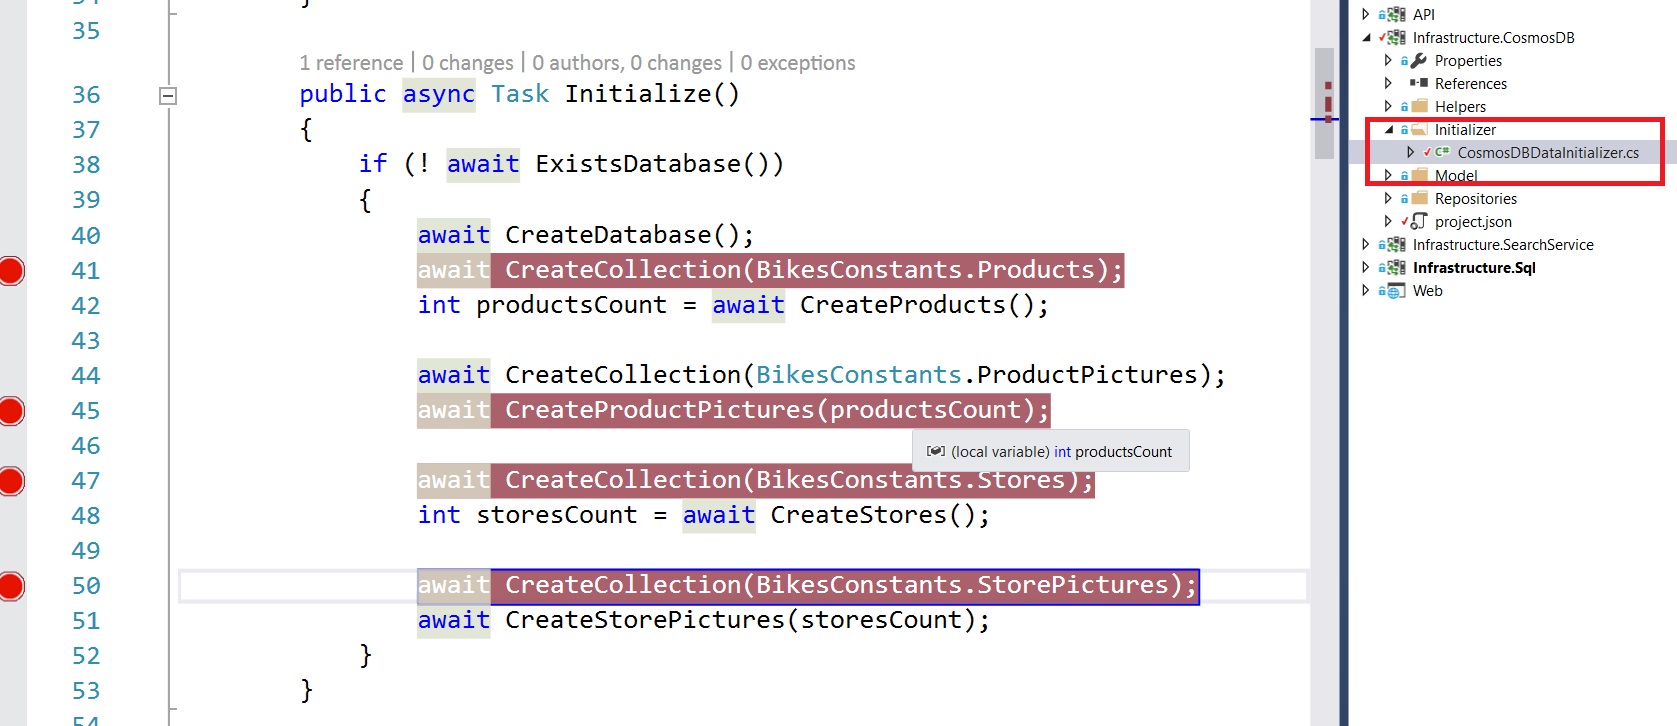 35
1 reference | 0 changes | 0 authors, 0 changes | 0 exceptions
36 public async Task Initialize()
37 {
38 if (! await ExistsDatabase())
39 {
40 await CreateDatabase();
41 await CreateCollection(BikesConstants.Products);
42 int productsCount = await CreateProducts();
43
44 await CreateCollection(BikesConstants.ProductPictures);
45 await CreateProductPictures(productsCount);
46
(local variable) int productsCount
47 await CreateCollection(BikesConstants.Stores);
48 int storesCount = await CreateStores();
49
50 await CreateCollection(BikesConstants.StorePictures);
51 await CreateStorePictures(storesCount);
52 }
53 }
54
API
Infrastructure.CosmosDB
Properties
References
Helpers
Initializer
C# CosmosDBDataInitializer.cs
Model
Repositories
project.json
Infrastructure.SearchService
Infrastructure.Sql
Web